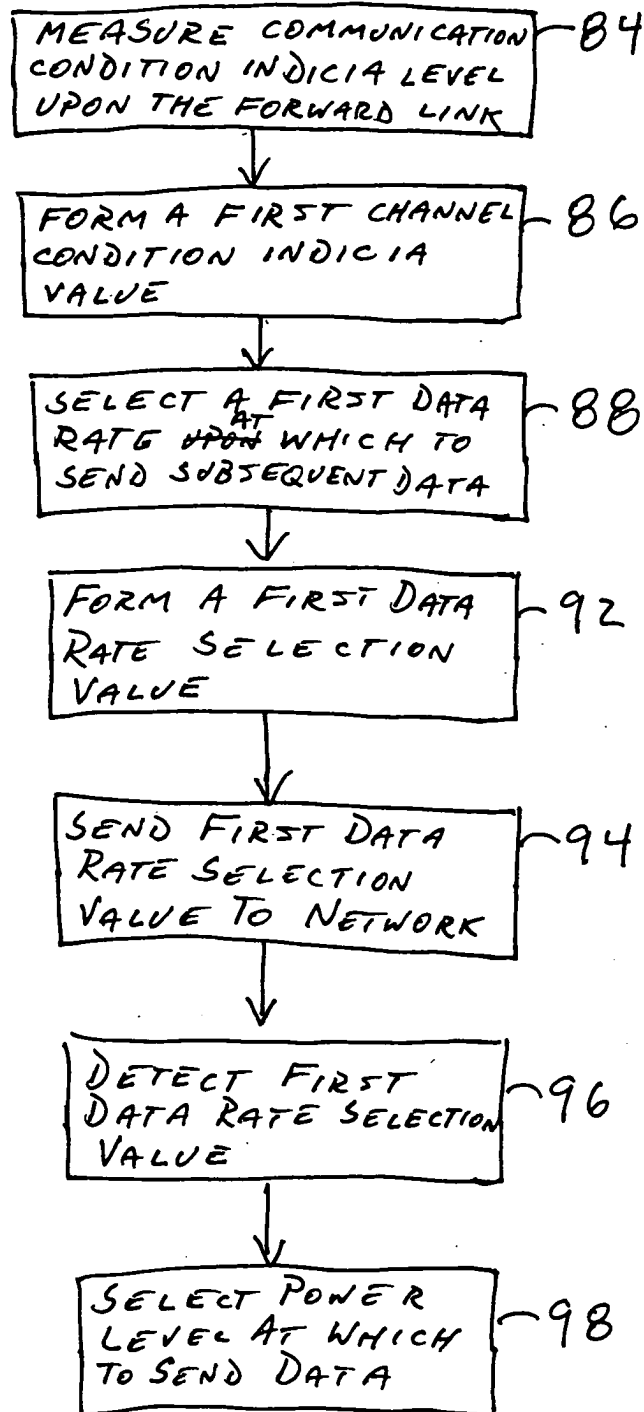 MEASURE COMMUNICATION 84
CONDITION INDICIA LEVEL
UPON THE FORWARD LINK
FORM A FIRST CHANNEL 86
CONDITION INDICIA
VALUE
SELECT A FIRST DATA 88
RATE UPON AT WHICH TO
SEND SUBSEQUENT DATA
FORM A FIRST DATA 92
RATE SELECTION
VALUE
SEND FIRST DATA 94
RATE SELECTION
VALUE TO NETWORK
DETECT FIRST 96
DATA RATE SELECTION
VALUE
SELECT POWER 98
LEVEL AT WHICH
TO SEND DATA